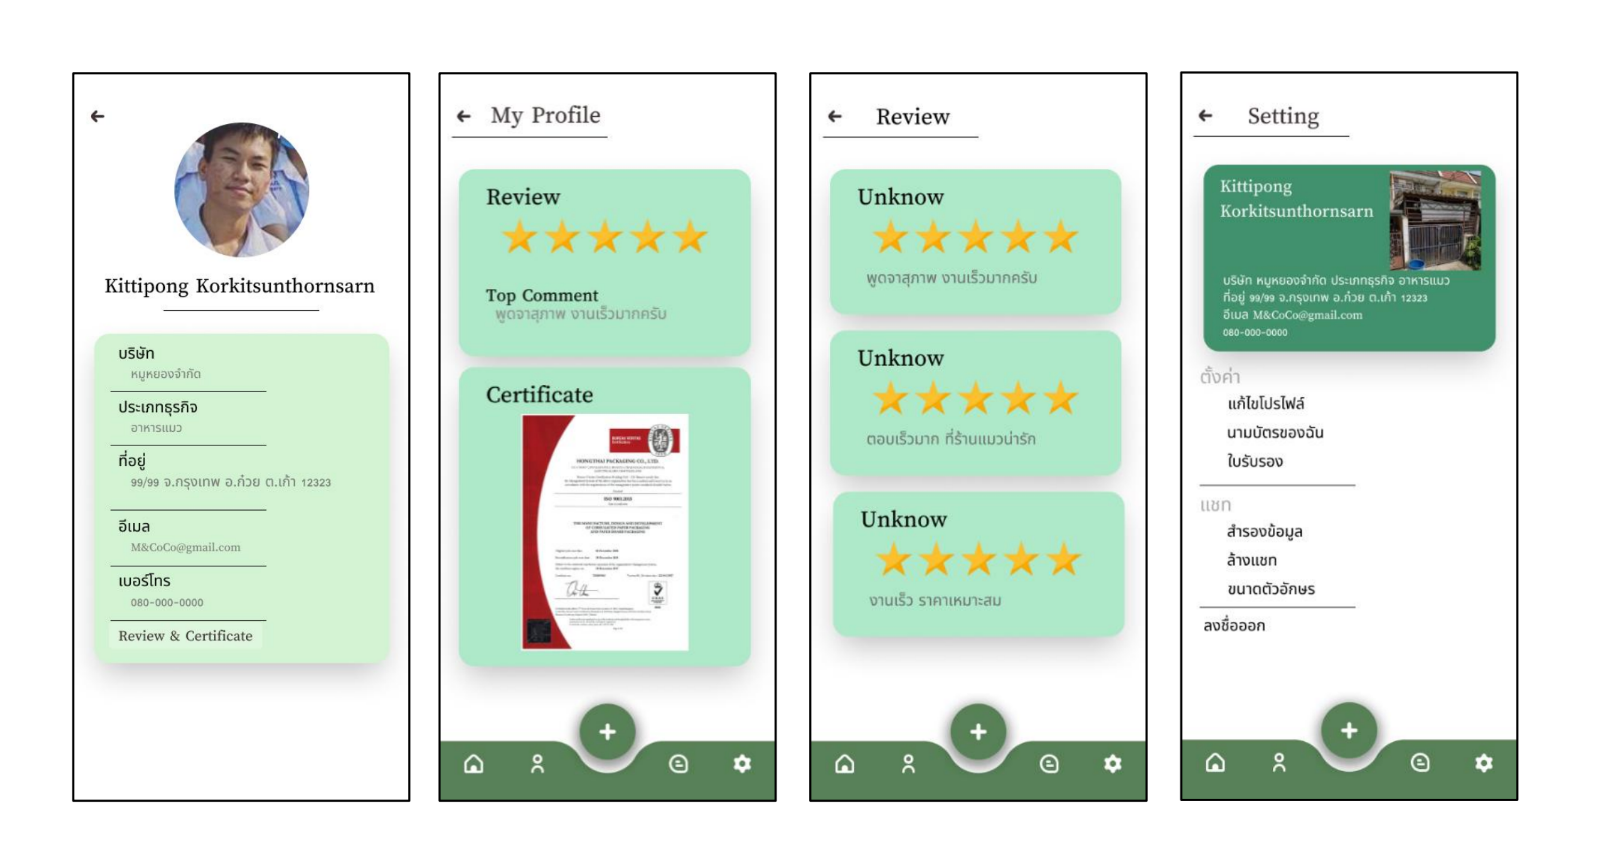 Kittipong Korkitsunthornsarn
บริษัท
หมูหยองจำกัด
ประเภทธุรกิจ
อาหารแมว
ที่อยู่
99/99 จ.กรุงเทพ อ.ก๋วย ต.เก๊า 12323
อีเมล
M&CoCo@gmail.com
เบอร์โทร
080-000-0000
Review & Certificate
My Profile
Review
Top Comment
พูดจาสุภาพ งานเร็วมากครับ
Certificate
HONGTHAI PACKAGING CO., LTD.
ISO 9001:2015
Review
Unknow
พูดจาสุภาพ งานเร็วมากครับ
Unknow
ตอบเร็วมาก ที่ร้านแมวน่ารัก
Unknow
งานเร็ว ราคาเหมาะสม
Setting
Kittipong
Korkitsunthornsarn
บริษัท หมูหยองจำกัด ประเภทธุรกิจ อาหารแมว
ที่อยู่ 99/99 จ.กรุงเทพ อ.ก๋วย ต.เก๊า 12323
อีเมล M&CoCo@gmail.com
080-000-0000
ตั้งค่า
แก้ไขโปรไฟล์
นามบัตรของฉัน
ใบรับรอง
แชท
สำรองข้อมูล
ล้างแชท
ขนาดตัวอักษร
ลงชื่อออก